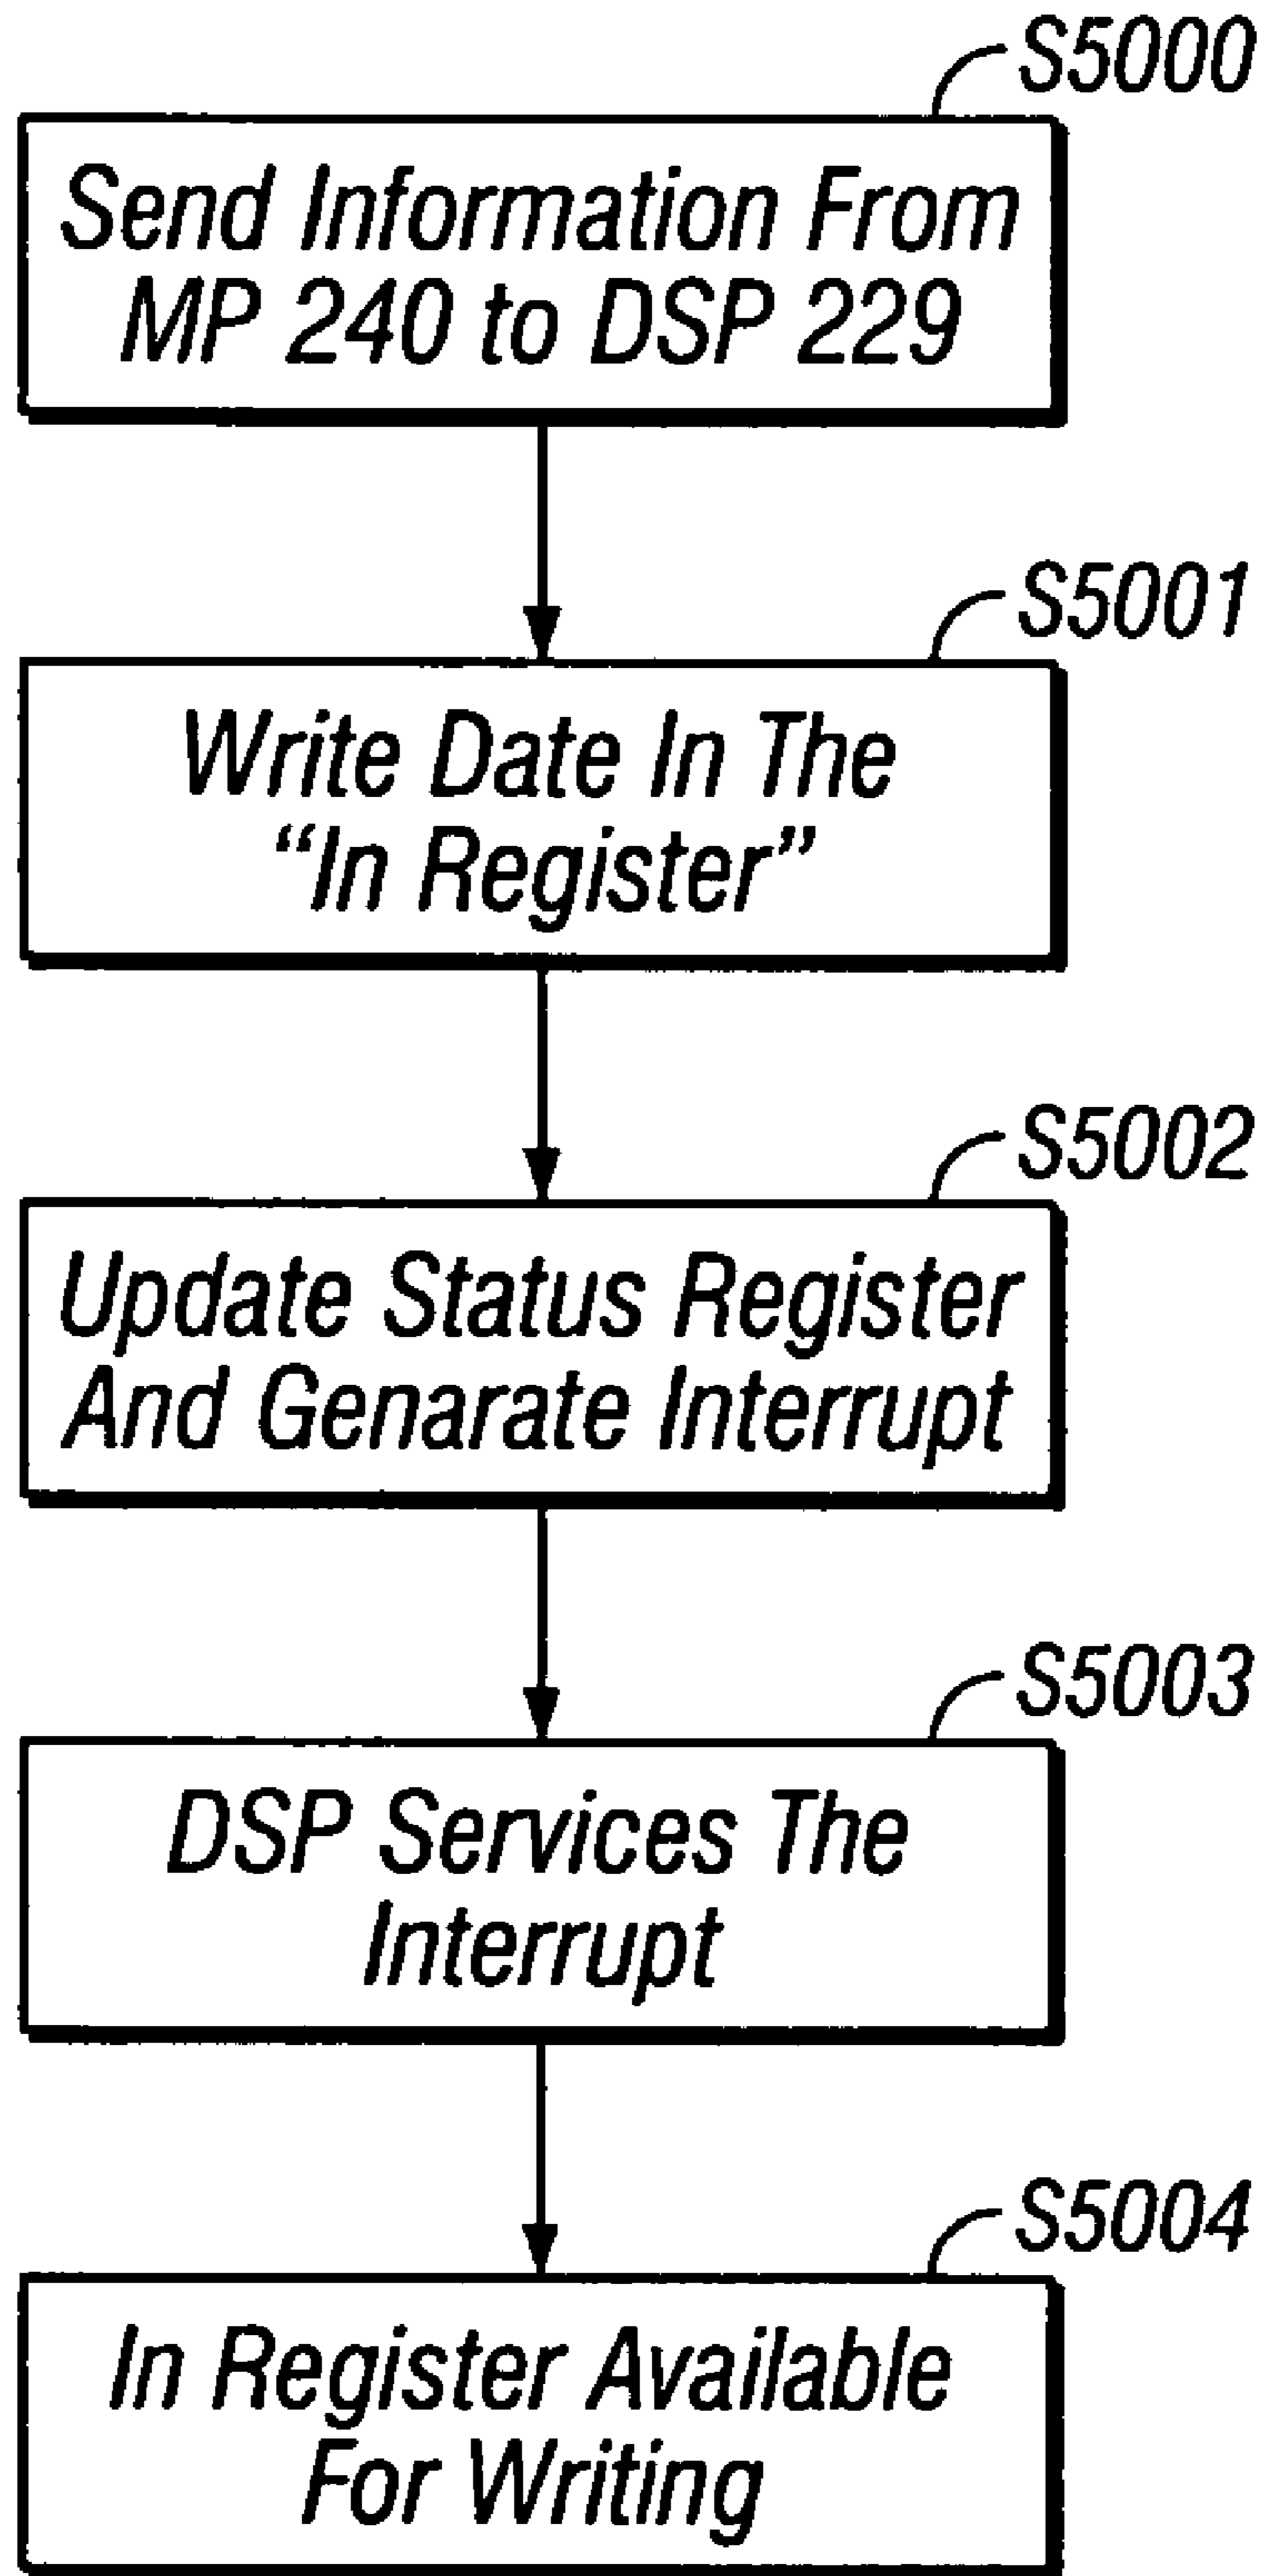 S5000
Send Information From
MP 240 to DSP 229
S5001
Write Date In The
“In Register”
S5002
Update Status Register
And Genarate Interrupt
S5003
DSP Services The
Interrupt
S5004
In Register Available
For Writing